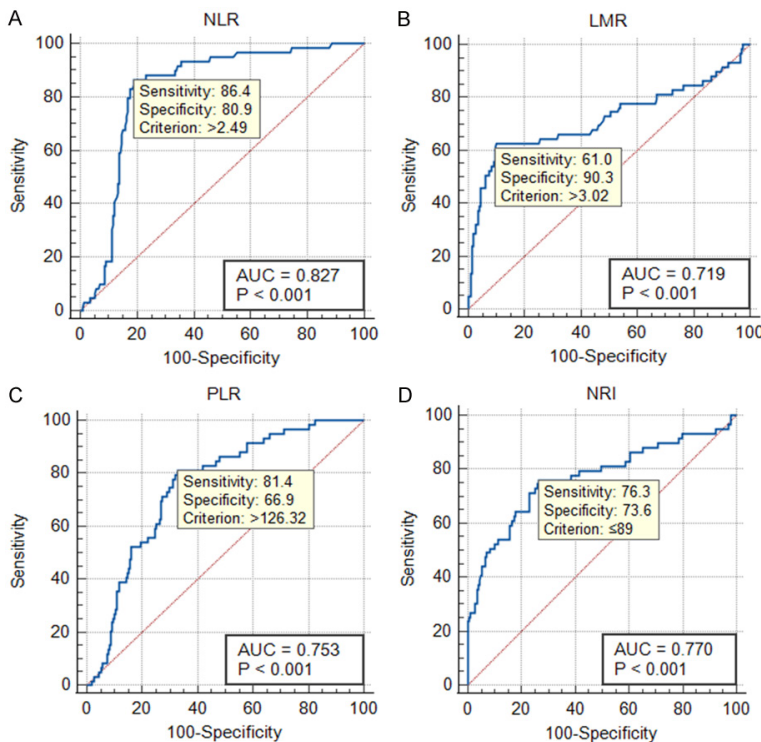 A
NLR
Sensitivity
100
80
60
40
20
0
Sensitivity: 86.4
Specificity: 80.9
Criterion: >2.49
AUC = 0.827
P < 0.001
0 20 40 60 80 100
100-Specificity
B
LMR
Sensitivity
100
80
60
40
20
0
Sensitivity: 61.0
Specificity: 90.3
Criterion: >3.02
AUC = 0.719
P < 0.001
0 20 40 60 80 100
100-Specificity
C
PLR
Sensitivity
100
80
60
40
20
0
Sensitivity: 81.4
Specificity: 66.9
Criterion: >126.32
AUC = 0.753
P < 0.001
0 20 40 60 80 100
100-Specificity
D
NRI
Sensitivity
100
80
60
40
20
0
Sensitivity: 76.3
Specificity: 73.6
Criterion: ≤89
AUC = 0.770
P < 0.001
0 20 40 60 80 100
100-Specificity